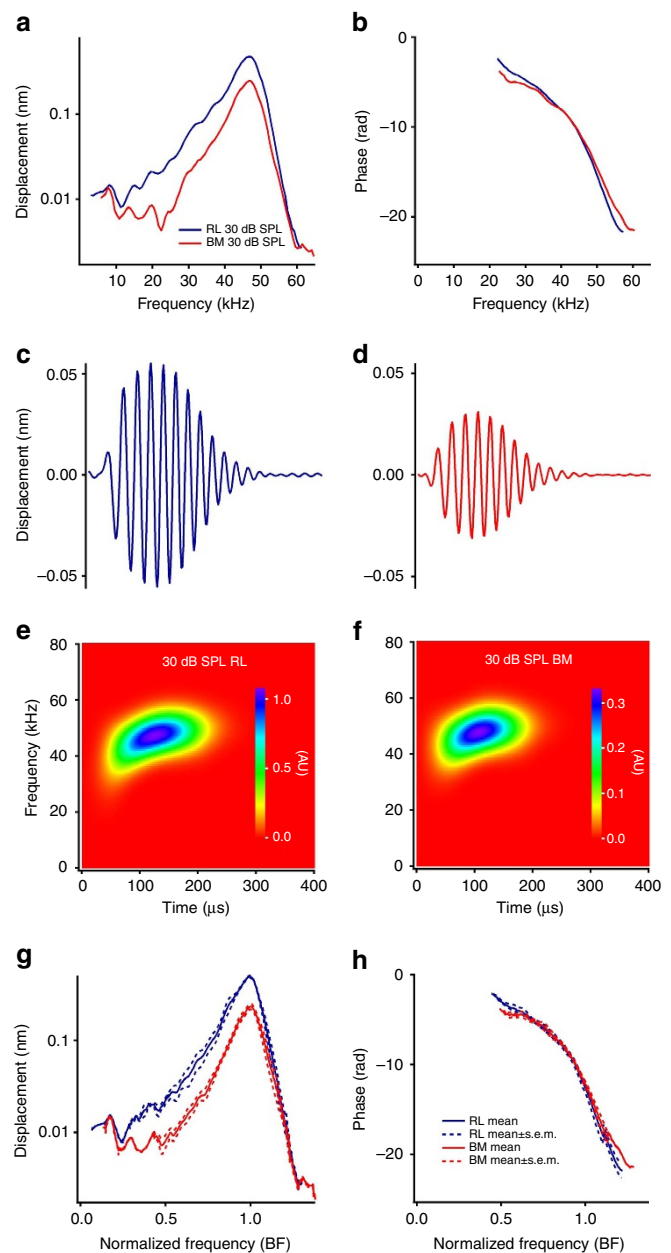 a
Displacement (nm)
0.1
0.01
RL 30 dB SPL
BM 30 dB SPL
10 20 30 40 50 60
Frequency (kHz)
b
Phase (rad)
0
−10
−20
0 10 20 30 40 50 60
Frequency (kHz)
c
Displacement (nm)
0.05
0.00
−0.05
d
0.05
0.00
−0.05
e
Frequency (kHz)
80
60
40
20
0
30 dB SPL RL
1.0
0.5
0.0
(AU)
0 100 200 300 400
Time (µs)
f
80
60
40
20
0
30 dB SPL BM
0.3
0.2
0.1
0.0
(AU)
0 100 200 300 400
Time (µs)
g
Displacement (nm)
0.1
0.01
0.0 0.5 1.0
Normalized frequency (BF)
h
Phase (rad)
0
−10
−20
RL mean
RL mean±s.e.m.
BM mean
BM mean±s.e.m.
0.0 0.5 1.0
Normalized frequency (BF)